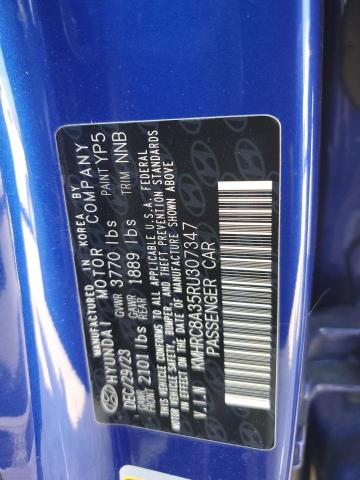 MANUFACTURED IN KOREA BY
HYUNDAI MOTOR COMPANY
DEC/29/23 GVWR 3770 lbs PAINT YP5
GAWR FRONT 2101 lbs GAWR REAR 1889 lbs TRIM NNB
THIS VEHICLE CONFORMS TO ALL APPLICABLE U.S.A. FEDERAL
MOTOR VEHICLE SAFETY BUMPER, AND THEFT PREVENTION STANDARDS
IN EFFECT ON THE DATE OF MANUFACTURE SHOWN ABOVE
V.I.N KMHRC8A35RU307347
PASSENGER CAR